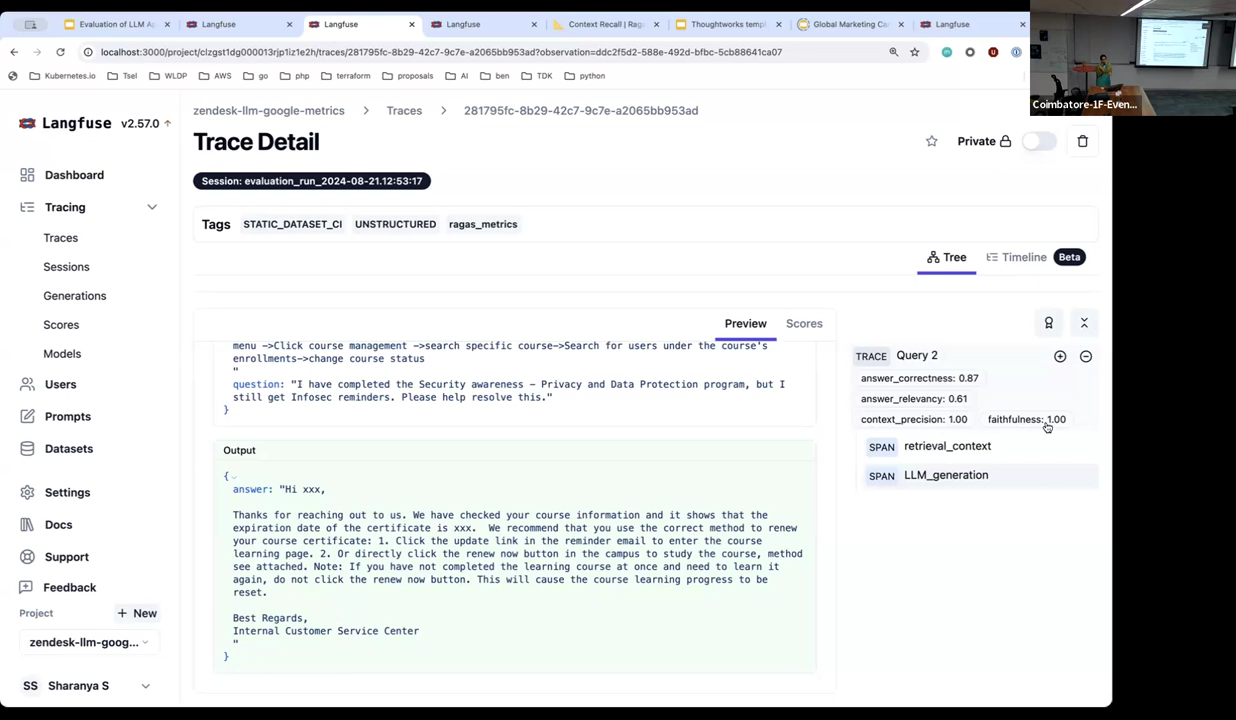 Evaluation of LLM A
Langfuse
Langfuse
Langfuse
Context Recall | Rag
Thoughtworks temp
Global Marketing Ca
Langfuse
localhost:3000/project/clzgst1dg000013rjp1iz1e2h/traces/281795fc-8b29-42c7-9c7e-a2065bb953ad?observation=ddc2f5d2-588e-492d-bfbc-5cb88641ca07
Kubernetes.io
Tsel
WLDP
AWS
go
php
terraform
proposals
AI
ben
TDK
python
Coimbatore-1F-Even...
Langfuse v2.57.0
Dashboard
Tracing
Traces
Sessions
Generations
Scores
Models
Users
Prompts
Datasets
Settings
Docs
Support
Feedback
Project
+ New
zendesk-llm-goog...
SS Sharanya S
zendesk-llm-google-metrics > Traces > 281795fc-8b29-42c7-9c7e-a2065bb953ad
Trace Detail
Private
Session: evaluation_run_2024-08-21.12:53:17
Tags STATIC_DATASET_CI UNSTRUCTURED ragas_metrics
Tree
Timeline Beta
Preview Scores
menu ->Click course management ->search specific course->Search for users under the course's
enrollments->change course status
"
question: "I have completed the Security awareness – Privacy and Data Protection program, but I
still get Infosec reminders. Please help resolve this."
}
Output
{
answer: "Hi xxx,
Thanks for reaching out to us. We have checked your course information and it shows that the
expiration date of the certificate is xxx.  We recommend that you use the correct method to renew
your course certificate: 1. Click the update link in the reminder email to enter the course
learning page. 2. Or directly click the renew now button in the campus to study the course, method
see attached. Note: If you have not completed the learning course at once and need to learn it
again, do not click the renew now button. This will cause the course learning progress to be
reset.
Best Regards,
Internal Customer Service Center
"
}
TRACE Query 2
answer_correctness: 0.87
answer_relevancy: 0.61
context_precision: 1.00 faithfulness: 1.00
SPAN retrieval_context
SPAN LLM_generation